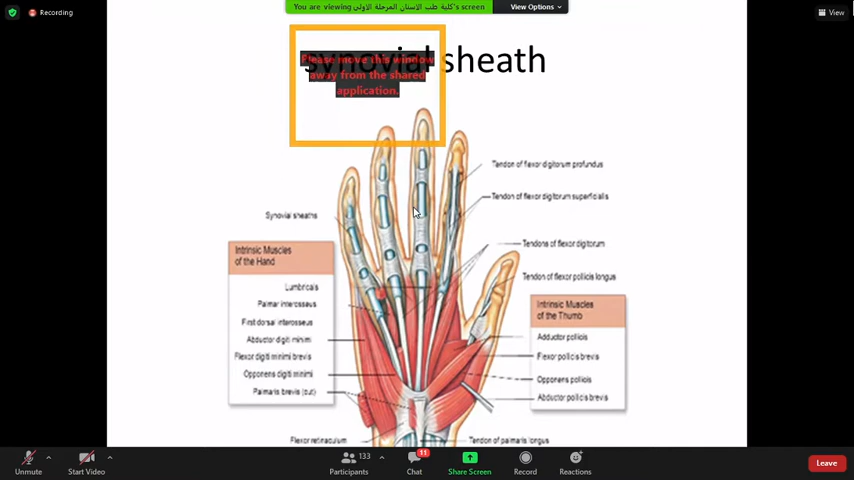 Recording
You are viewing كلية طب الاسنان المرحلة الاولى's screen
View Options
View
synovial sheath
Please move this window
away from the shared
application.
Tendon of flexor digitorum profundus
Tendon of flexor digitorum superficialis
Synovial sheaths
Tendons of flexor digitorum
Intrinsic Muscles
of the Hand
Tendon of flexor pollicis longus
Lumbricals
Palmar interosseus
First dorsal interosseus
Abductor digiti minimi
Flexor digiti minimi brevis
Opponens digiti minimi
Palmaris brevis (cut)
Intrinsic Muscles
of the Thumb
Adductor pollicis
Flexor pollicis brevis
Opponens pollicis
Abductor pollicis brevis
Flexor retinaculum
Tendon of palmaris longus
Unmute
Start Video
133
Participants
11
Chat
Share Screen
Record
Reactions
Leave